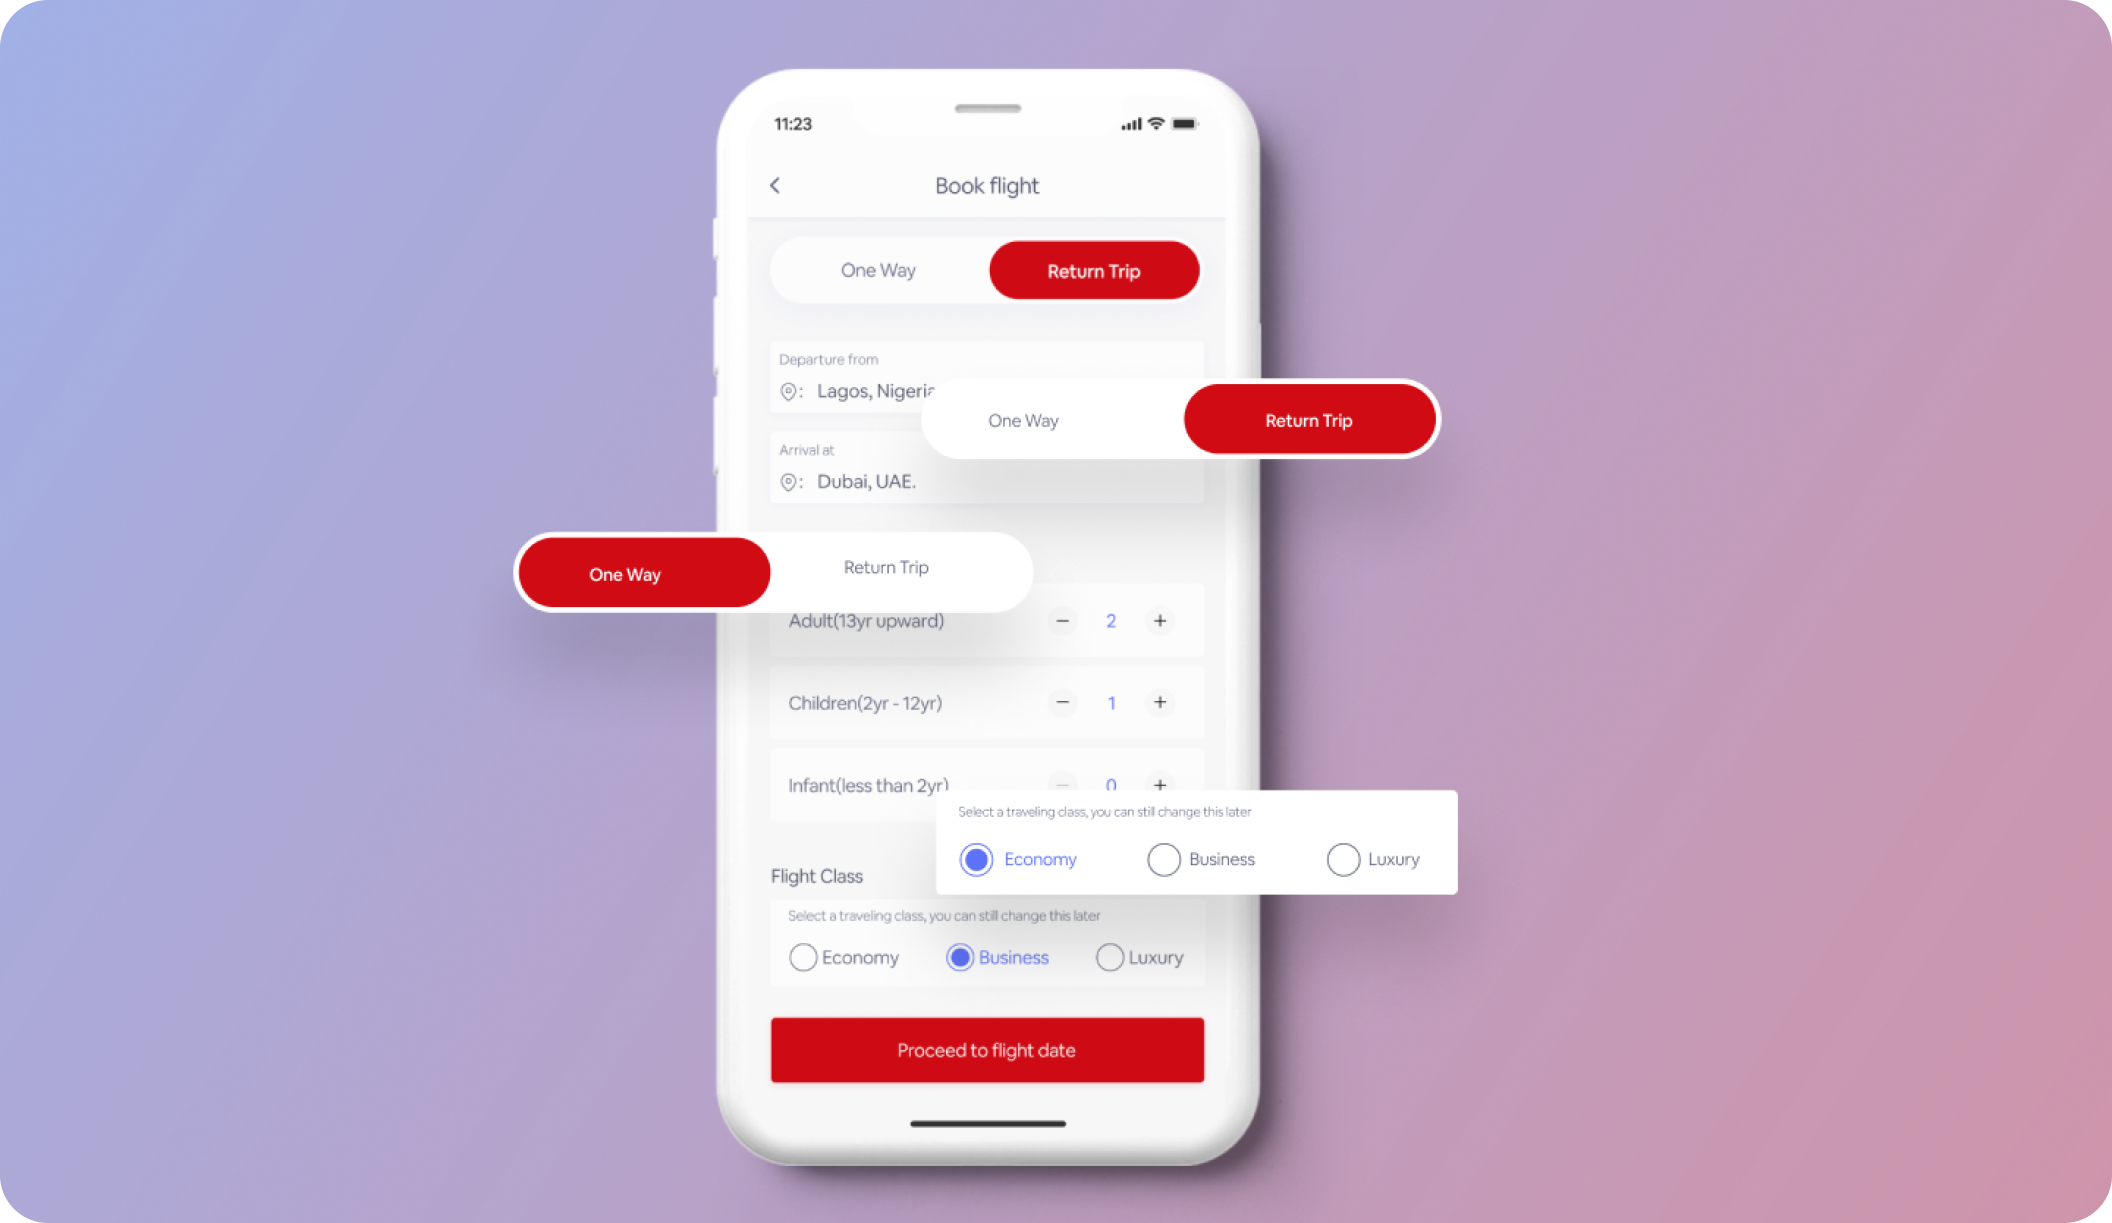 11:23
Book flight
One Way Return Trip
Departure from
: Lagos, Nigeria
One Way Return Trip
Arrival at
: Dubai, UAE.
One Way Return Trip
Adult(13yr upward) − 2 +
Children(2yr - 12yr) − 1 +
Infant(less than 2yr) − 0 +
Select a traveling class, you can still change this later
Economy Business Luxury
Flight Class
Select a traveling class, you can still change this later
Economy Business Luxury
Proceed to flight date